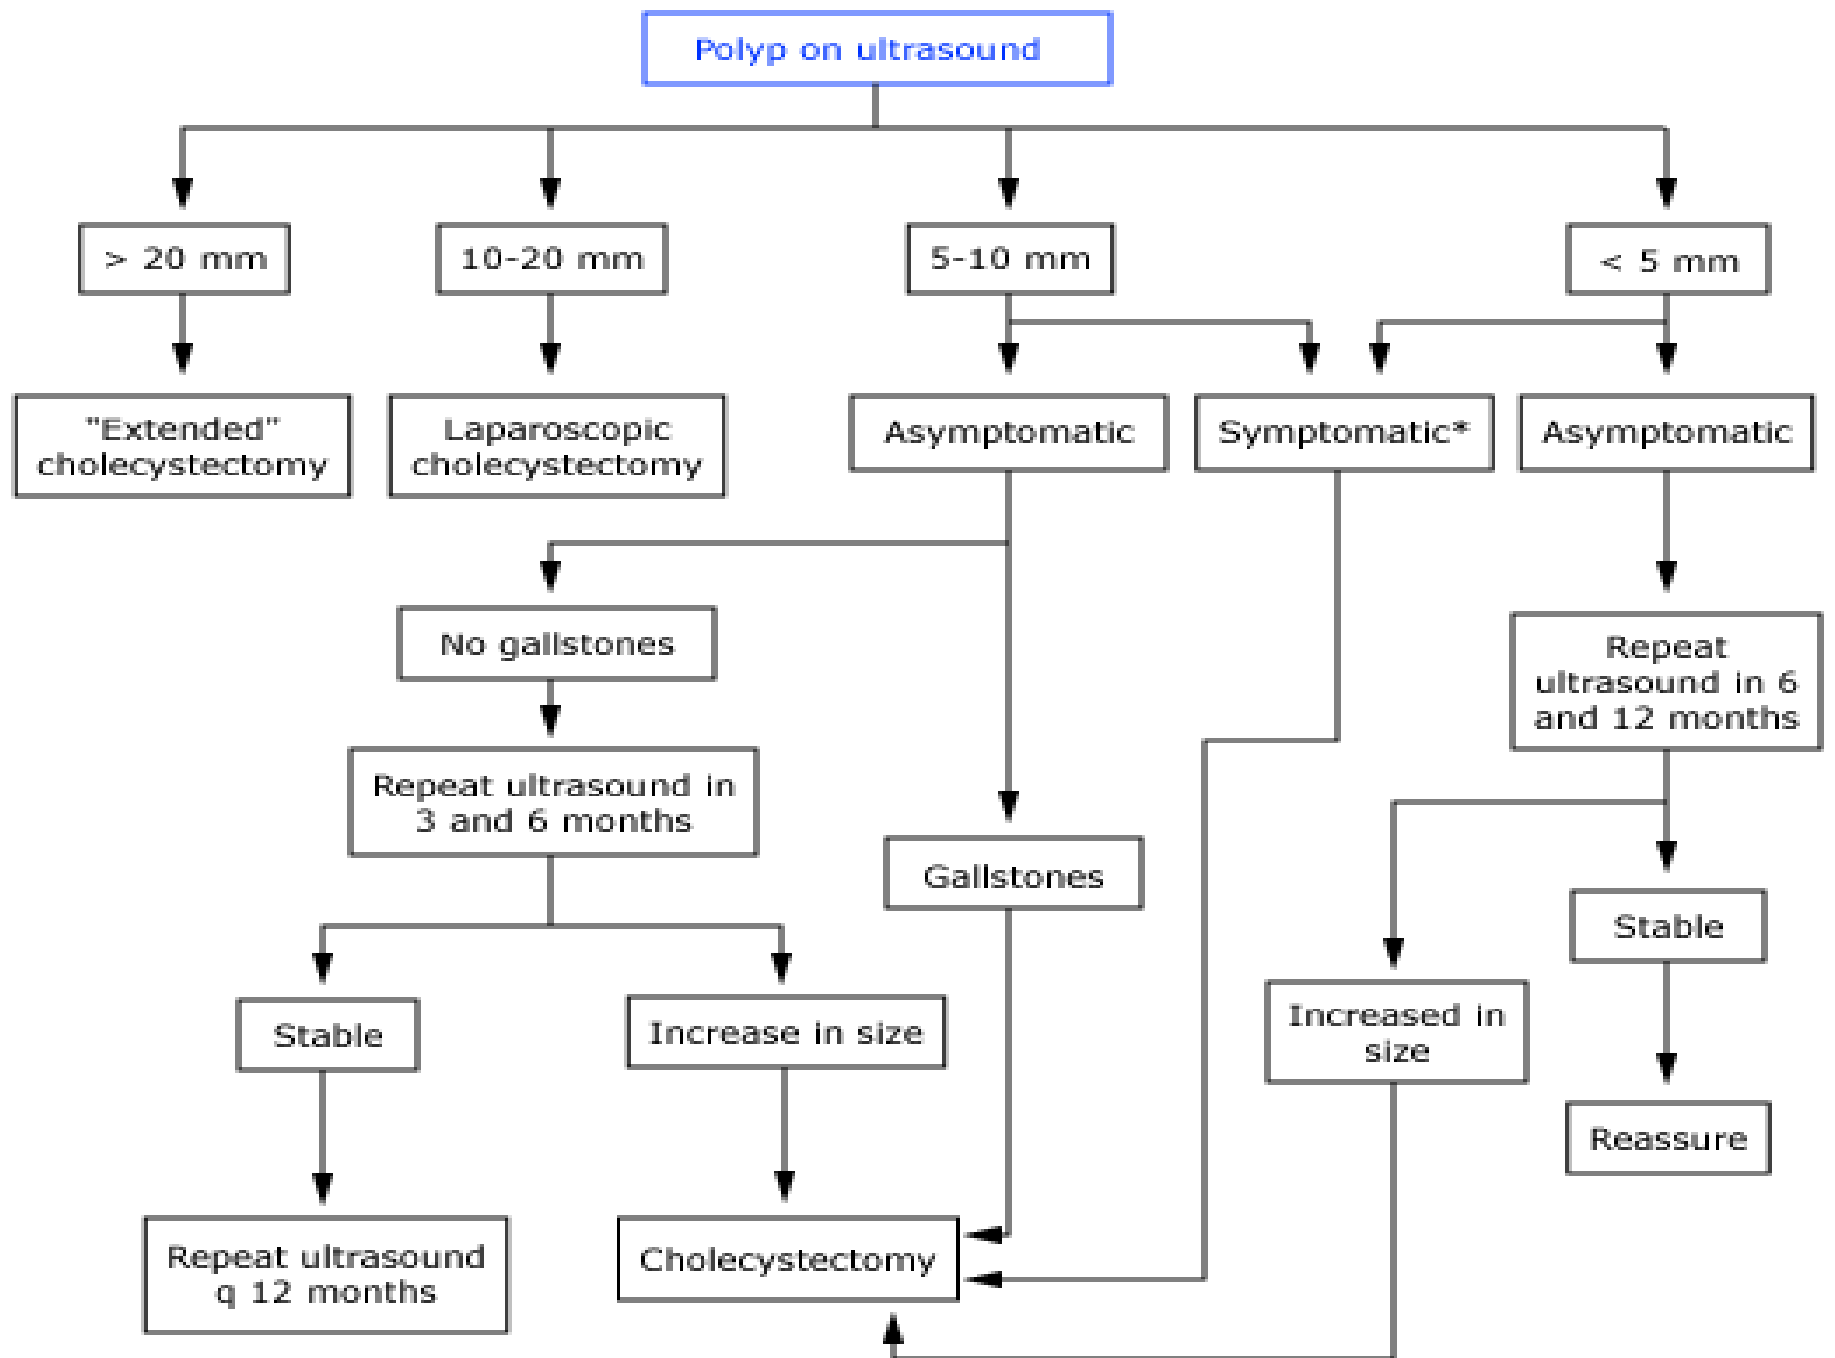 Polyp on ultrasound
> 20 mm
10-20 mm
5-10 mm
< 5 mm
"Extended"
cholecystectomy
Laparoscopic
cholecystectomy
Asymptomatic
Symptomatic*
Asymptomatic
No gallstones
Repeat
ultrasound in 6
and 12 months
Repeat ultrasound in
3 and 6 months
Gallstones
Stable
Stable
Increase in size
Increased in
size
Reassure
Repeat ultrasound
q 12 months
Cholecystectomy